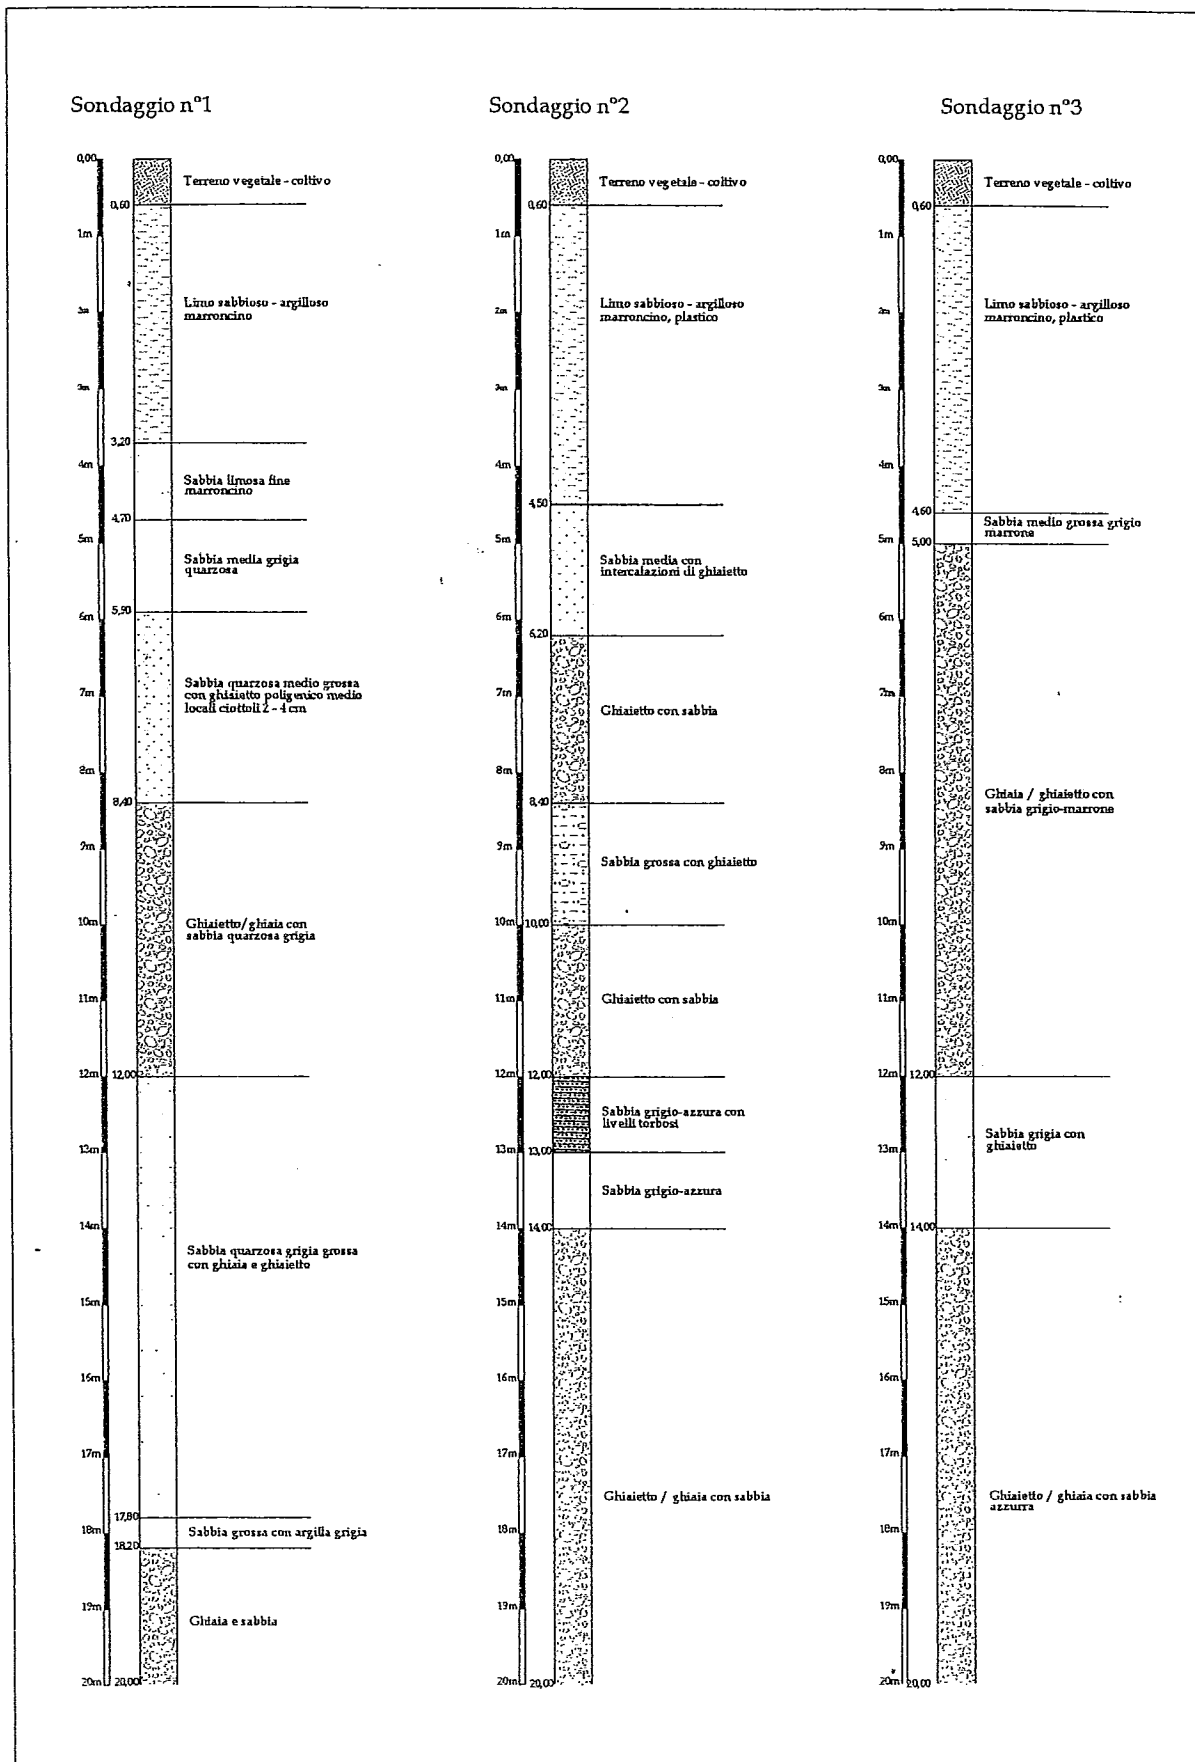 Sondaggio n°1
0,00
Terreno vegetale - coltivo
0,60
1m
Limo sabbioso - argilloso
marroncino
2m
3m
3,20
4m
Sabbia limosa fine
marroncino
4,70
5m
Sabbia media grigia
quarzosa
5,90
6m
Sabbia quarzosa medio grossa
con ghiaietto poligenico medio
locali ciottoli 2 - 4 cm
7m
8m
8,40
9m
10m
Ghiaietto/ghiaia con
sabbia quarzosa grigia
11m
12m
12,00
13m
14m
Sabbia quarzosa grigia grossa
con ghiaia e ghiaietto
15m
16m
17m
17,80
18m
Sabbia grossa con argilla grigia
18,20
19m
Ghiaia e sabbia
20m
20,00
Sondaggio n°2
0,00
Terreno vegetale - coltivo
0,60
1m
Limo sabbioso - argilloso
marroncino, plastico
2m
3m
4m
4,50
5m
Sabbia media con
intercalazioni di ghiaietto
6m
6,20
7m
Ghiaietto con sabbia
8m
8,40
9m
Sabbia grossa con ghiaietto
10m
10,00
11m
Ghiaietto con sabbia
12m
12,00
Sabbia grigio-azzura con
livelli torbosi
13m
13,00
Sabbia grigio-azzura
14m
14,00
15m
16m
17m
Ghiaietto / ghiaia con sabbia
18m
19m
20m
20,00
Sondaggio n°3
0,00
Terreno vegetale - coltivo
0,60
1m
Limo sabbioso - argilloso
marroncino, plastico
2m
3m
4m
4,60
Sabbia medio grossa grigio
marrone
5m
5,00
6m
7m
8m
Ghiaia / ghiaietto con
sabbia grigio-marrone
9m
10m
11m
12m
12,00
Sabbia grigia con
ghiaietto
13m
14m
14,00
15m
16m
17m
Ghiaietto / ghiaia con sabbia
azzurra
18m
19m
20m
20,00